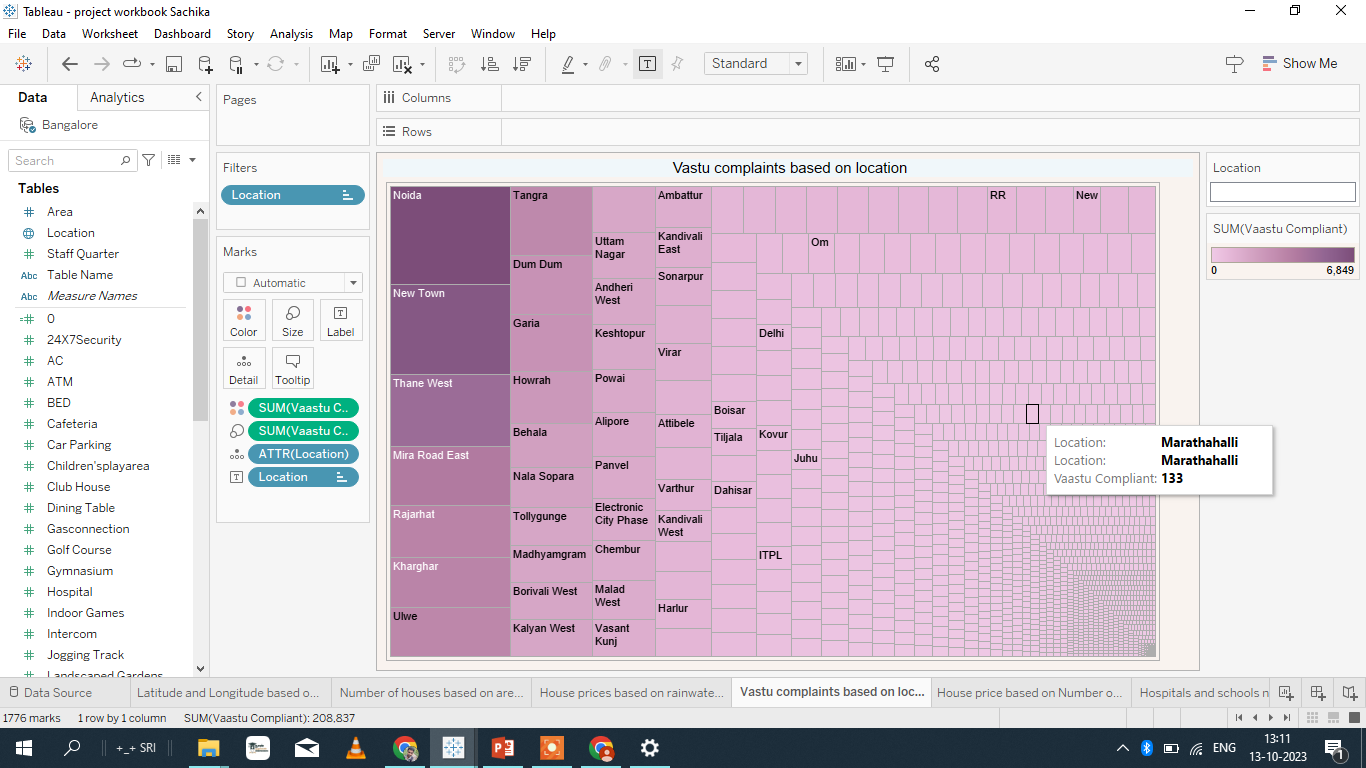 Tableau - project workbook Sachika
File Data Worksheet Dashboard Story Analysis Map Format Server Window Help
Standard
Show Me
Data Analytics
Bangalore
Search
Tables
Area
Location
Staff Quarter
Abc Table Name
Abc Measure Names
0
24X7Security
AC
ATM
BED
Cafeteria
Car Parking
Children'splayarea
Club House
Dining Table
Gasconnection
Golf Course
Gymnasium
Hospital
Indoor Games
Intercom
Jogging Track
Landscaped Gardens
Pages
Filters
Location
Marks
Automatic
Color Size Label
Detail Tooltip
SUM(Vaastu C..
SUM(Vaastu C..
ATTR(Location)
Location
Columns
Rows
Vastu complaints based on location
Noida
New Town
Thane West
Mira Road East
Rajarhat
Kharghar
Ulwe
Tangra
Dum Dum
Garia
Howrah
Behala
Nala Sopara
Tollygunge
Madhyamgram
Borivali West
Kalyan West
Uttam
Nagar
Andheri
West
Keshtopur
Powai
Alipore
Panvel
Electronic
City Phase
Chembur
Malad
West
Vasant
Kunj
Ambattur
Kandivali
East
Sonarpur
Virar
Attibele
Varthur
Kandivali
West
Harlur
Boisar
Tiljala
Dahisar
Delhi
Kovur
ITPL
Om
Juhu
RR
New
Location: Marathahalli
Location: Marathahalli
Vaastu Compliant: 133
Location
SUM(Vaastu Compliant)
0 6,849
Data Source
Latitude and Longitude based o...
Number of houses based on are...
House prices based on rainwate...
Vastu complaints based on loc...
House price based on Number o...
Hospitals and schools n
1776 marks 1 row by 1 column SUM(Vaastu Compliant): 208,837
+_+ SRI
ENG
13:11
13-10-2023
1